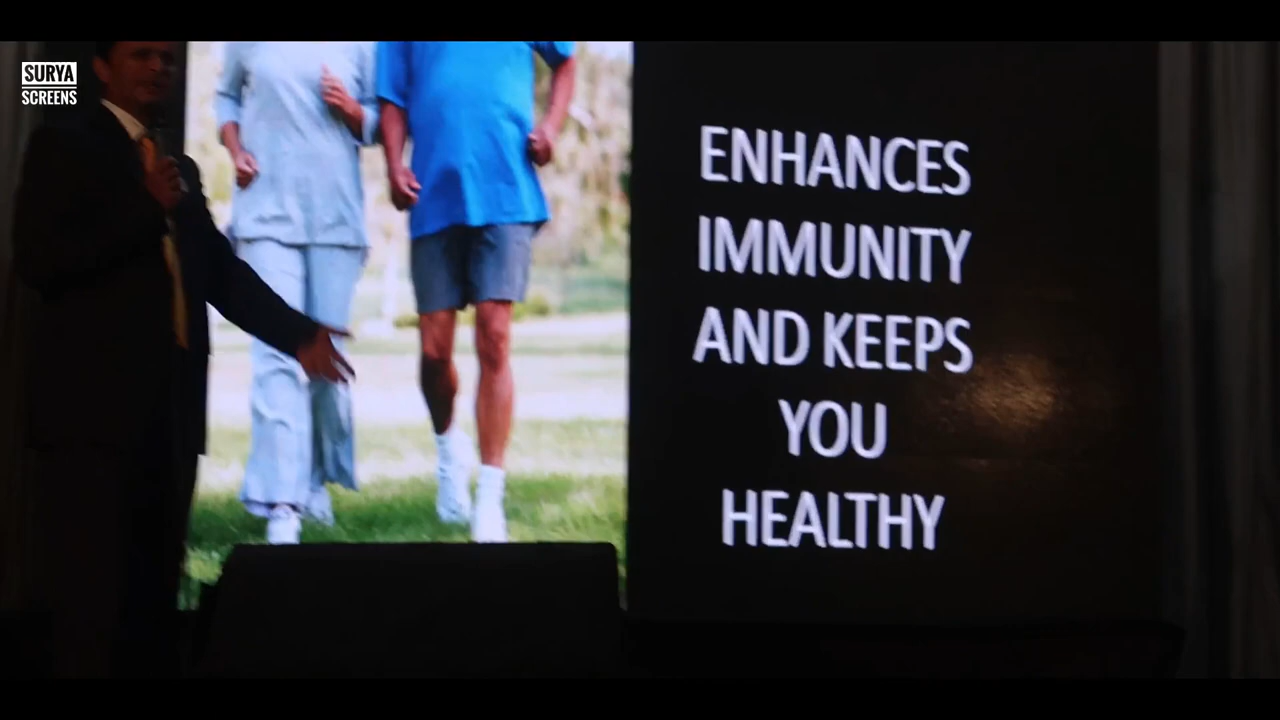 SURYA
SCREENS
ENHANCES
IMMUNITY
AND KEEPS
YOU
HEALTHY